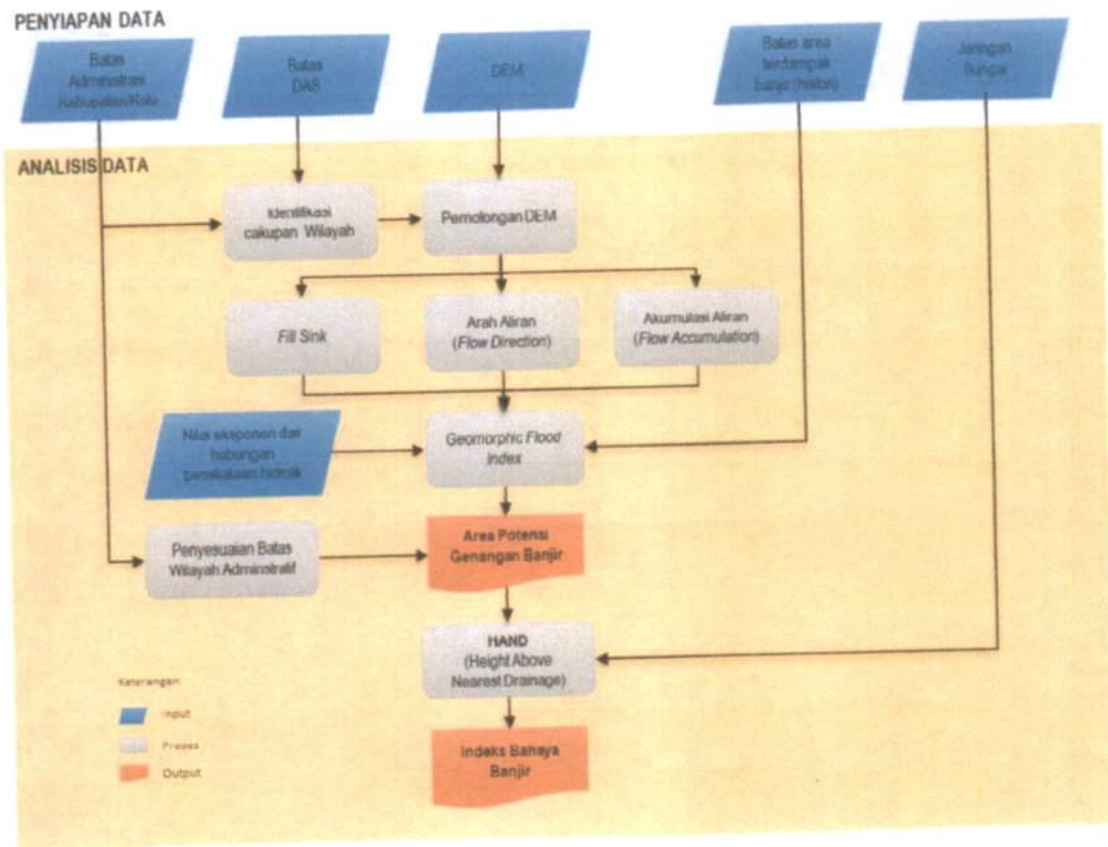 PENYIAPAN DATA
Batas
Administrasi
Kabupaten/Kota
Batas
DAS
DEM
Batas area
terdampak
banjir (histori)
Jaringan
Sungai
ANALISIS DATA
Identifikasi
cakupan Wilayah
Pemotongan DEM
Fill Sink
Arah Aliran
(Flow Direction)
Akumulasi Aliran
(Flow Accumulation)
Nilai eksponen dari
hubungan
penskalaan hidrolik
Geomorphic Flood
Index
Penyesuaian Batas
Wilayah Adminstratif
Area Potensi
Genangan Banjir
HAND
(Height Above
Nearest Drainage)
Keterangan:
Input
Proses
Output
Indeks Bahaya
Banjir